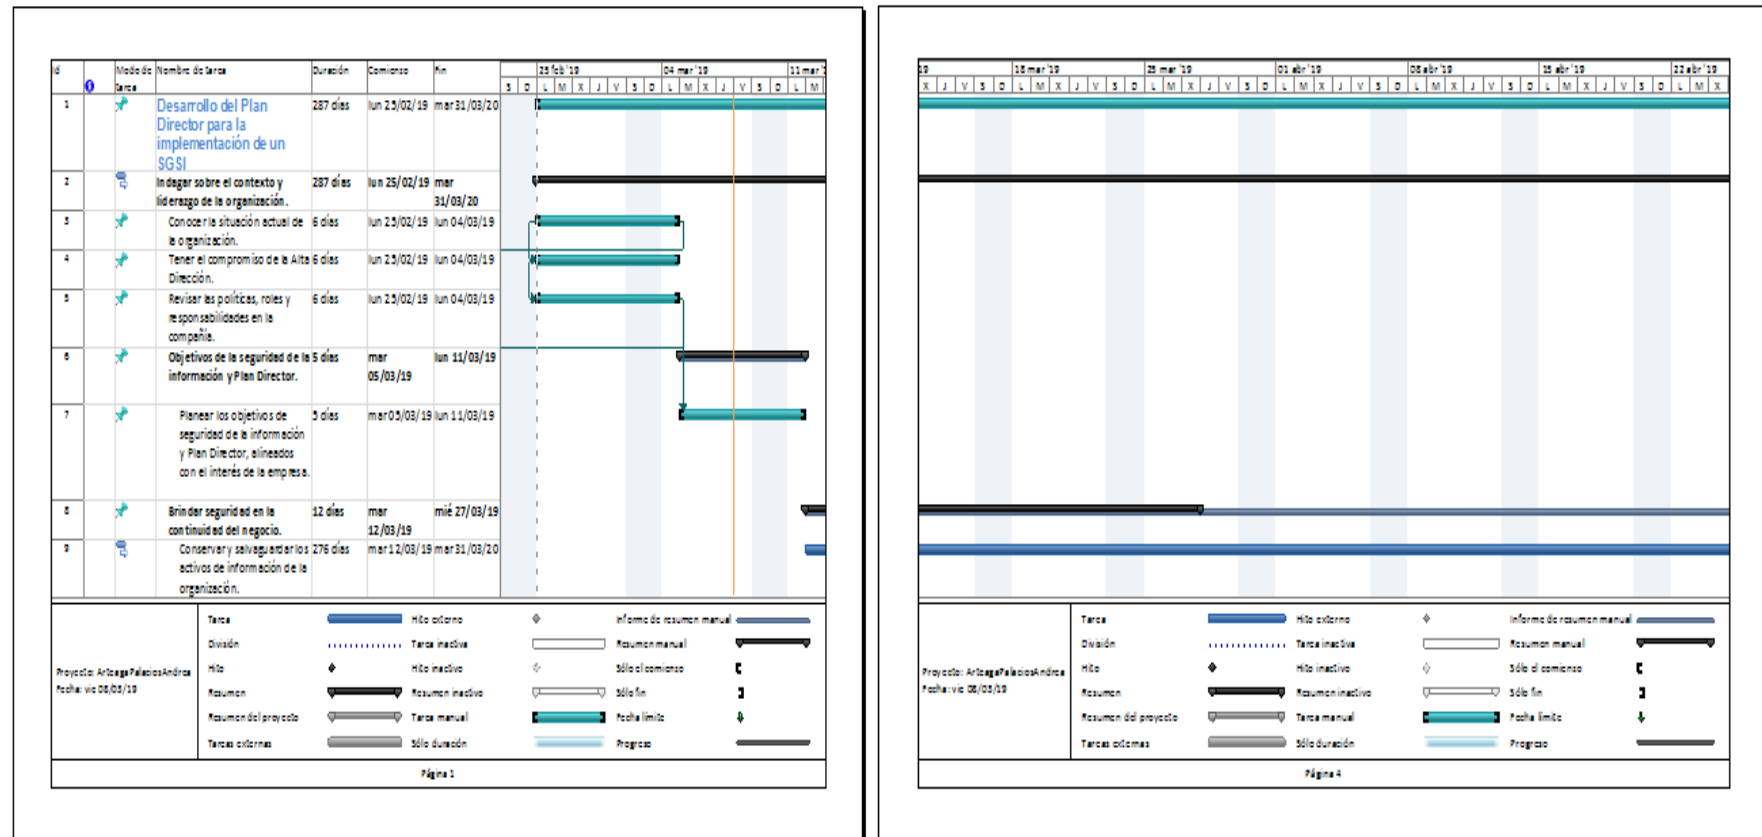 Id Modo de tarea Nombre de tarea Duración Comienzo Fin
25 feb '19 04 mar '19 11 mar '1
S D L M X J V S D L M X J V S D L M
1 Desarrollo del Plan Director para la implementación de un SGSI 287 días lun 25/02/19 mar 31/03/20
2 Indagar sobre el contexto y liderazgo de la organización. 287 días lun 25/02/19 mar 31/03/20
3 Conocer la situación actual de la organización. 6 días lun 25/02/19 lun 04/03/19
4 Tener el compromiso de la Alta Dirección. 6 días lun 25/02/19 lun 04/03/19
5 Revisar las políticas, roles y responsabilidades en la compañía. 6 días lun 25/02/19 lun 04/03/19
6 Objetivos de la seguridad de la información y Plan Director. 5 días mar 05/03/19 lun 11/03/19
7 Planear los objetivos de seguridad de la información y Plan Director, alineados con el interés de la empresa. 5 días mar 05/03/19 lun 11/03/19
8 Brindar seguridad en la continuidad del negocio. 12 días mar 12/03/19 mié 27/03/19
9 Conservar y salvaguardar los activos de información de la organización. 276 días mar 12/03/19 mar 31/03/20
Proyecto: ArteagaPalaciosAndrea
Fecha: vie 08/03/19
Tarea Hito externo Informe de resumen manual
División Tarea inactiva Resumen manual
Hito Hito inactivo Sólo el comienzo
Resumen Resumen inactivo Sólo fin
Resumen del proyecto Tarea manual Fecha límite
Tareas externas Sólo duración Progreso
Página 1
19 18 mar '19 25 mar '19 01 abr '19 08 abr '19 15 abr '19 22 abr '19
X J V S D L M X J V S D L M X J V S D L M X J V S D L M X J V S D L M X J V S D L M X
Proyecto: ArteagaPalaciosAndrea
Fecha: vie 08/03/19
Tarea Hito externo Informe de resumen manual
División Tarea inactiva Resumen manual
Hito Hito inactivo Sólo el comienzo
Resumen Resumen inactivo Sólo fin
Resumen del proyecto Tarea manual Fecha límite
Tareas externas Sólo duración Progreso
Página 4